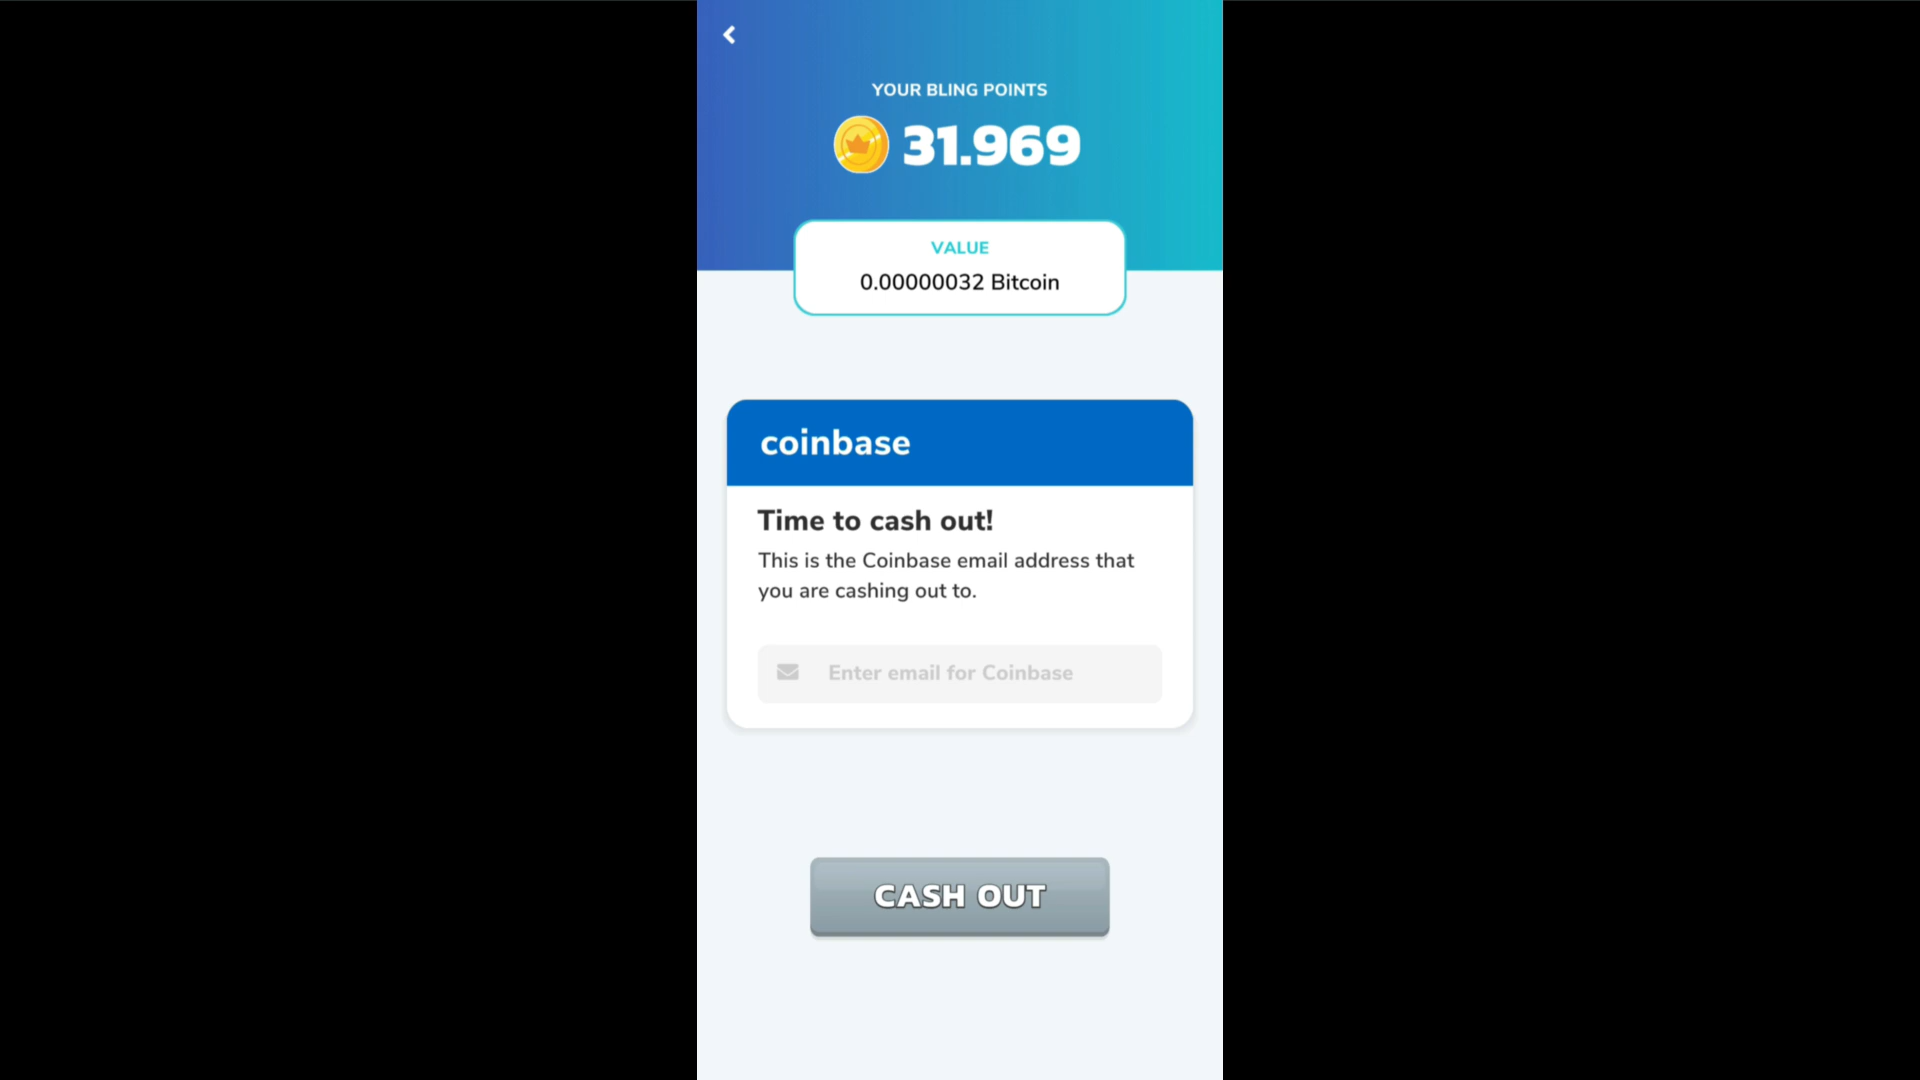 YOUR BLING POINTS
31.969
VALUE
0.00000032 Bitcoin
coinbase
Time to cash out!
This is the Coinbase email address that
you are cashing out to.
Enter email for Coinbase
CASH OUT